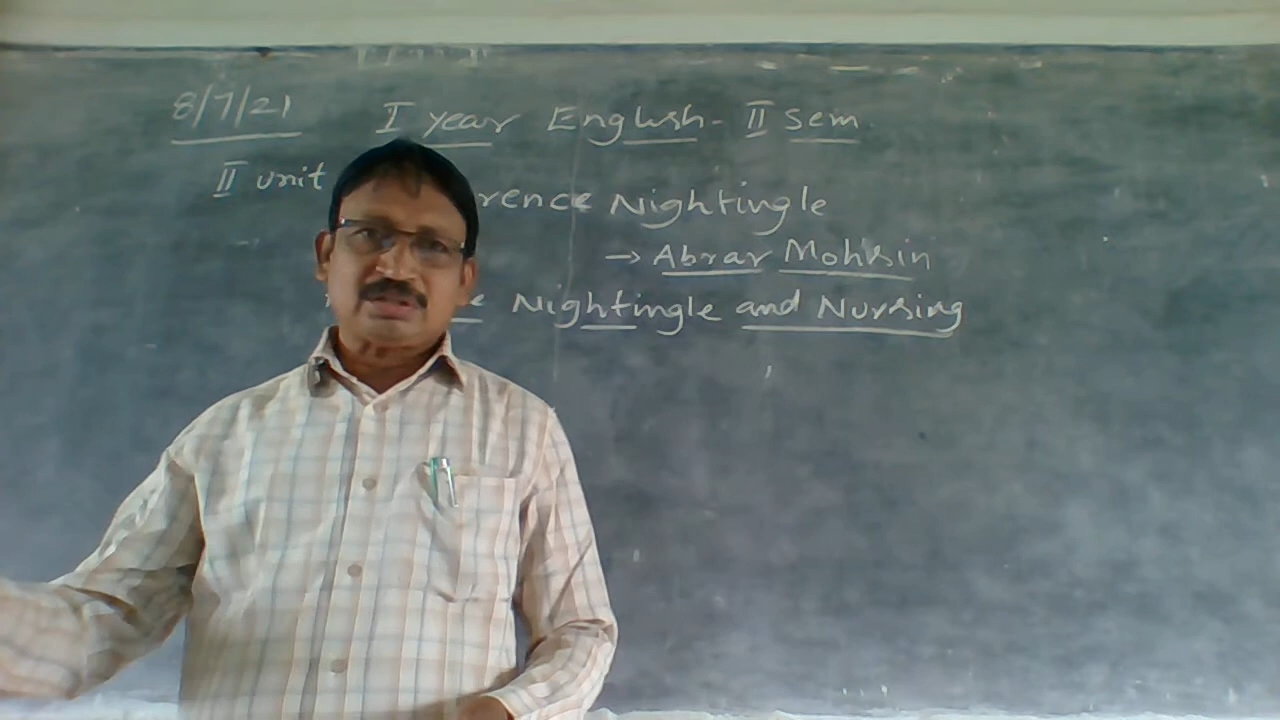 8/7/21
I year English - II sem
II unit rence Nightingle
→ Abrar Mohsin
e Nightingle and Nursing